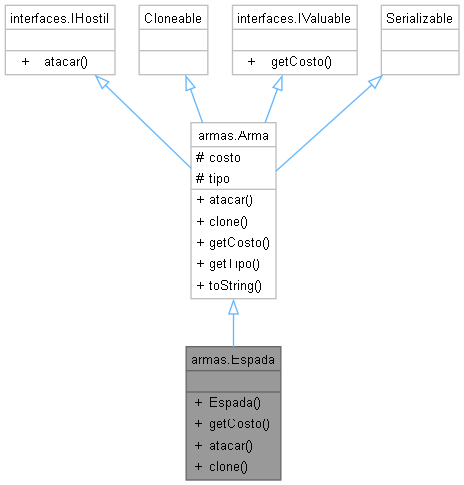 interfaces.IHostil
+ atacar()
Cloneable
interfaces.IValuable
+ getCosto()
Serializable
armas.Arma
# costo
# tipo
+ atacar()
+ clone()
+ getCosto()
+ getTipo()
+ toString()
armas.Espada
+ Espada()
+ getCosto()
+ atacar()
+ clone()